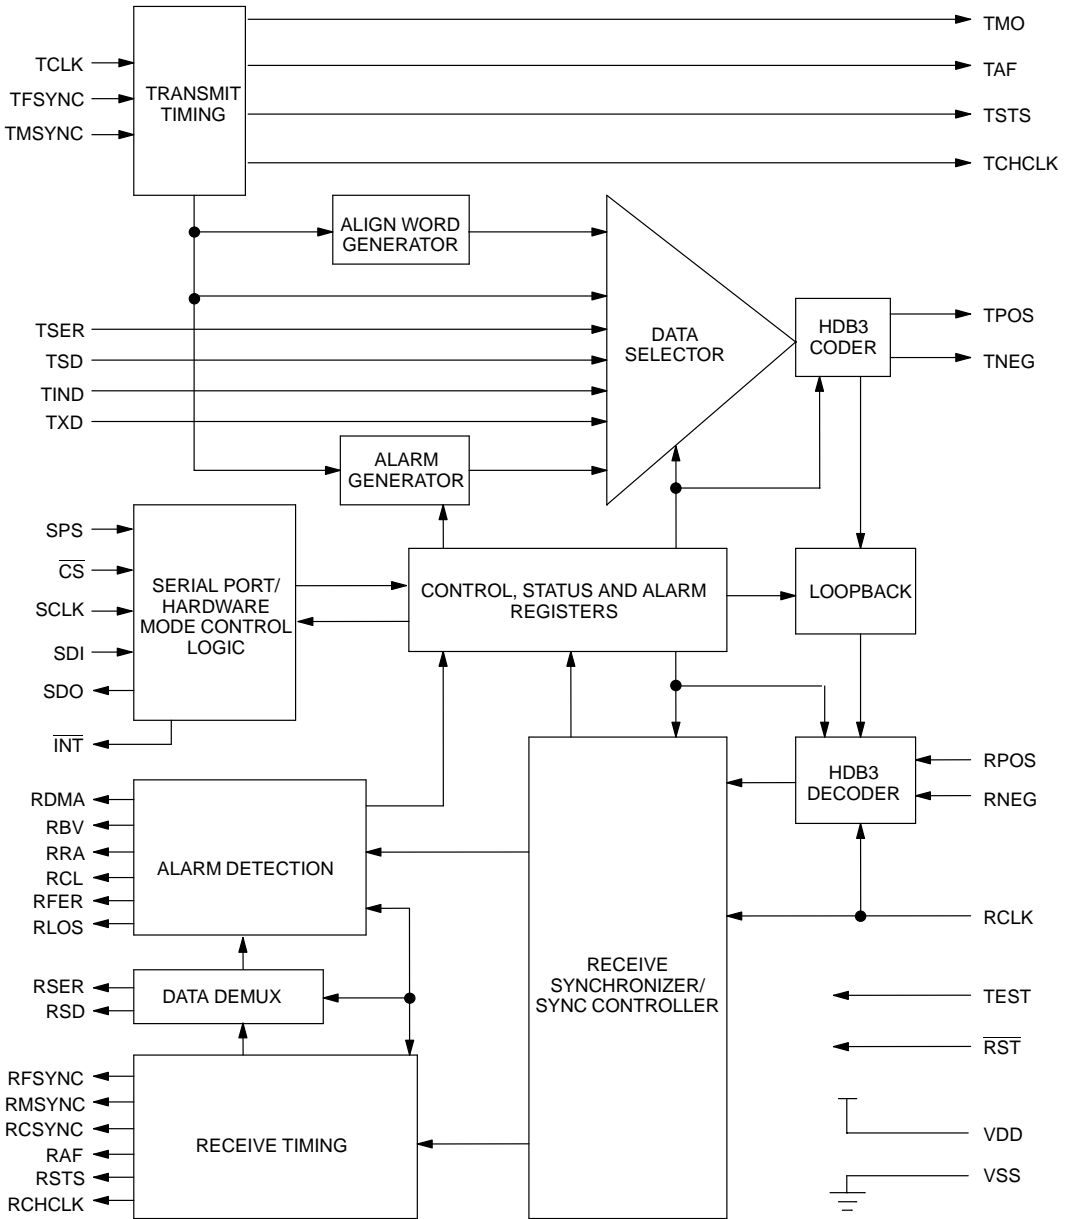 TMO
TCLK
TAF
TRANSMIT
TIMING
TFSYNC
TSTS
TMSYNC
TCHCLK
ALIGN WORD
GENERATOR
TSER
TSD
TIND
TXD
DATA
SELECTOR
HDB3
CODER
TPOS
TNEG
ALARM
GENERATOR
SPS
CS
SCLK
SDI
SDO
INT
SERIAL PORT/
HARDWARE
MODE CONTROL
LOGIC
CONTROL, STATUS AND ALARM
REGISTERS
LOOPBACK
HDB3
DECODER
RPOS
RNEG
RDMA
RBV
RRA
RCL
RFER
RLOS
ALARM DETECTION
RCLK
RECEIVE
SYNCHRONIZER/
SYNC CONTROLLER
RSER
RSD
DATA DEMUX
TEST
RST
RFSYNC
RMSYNC
RCSYNC
RAF
RSTS
RCHCLK
RECEIVE TIMING
VDD
VSS